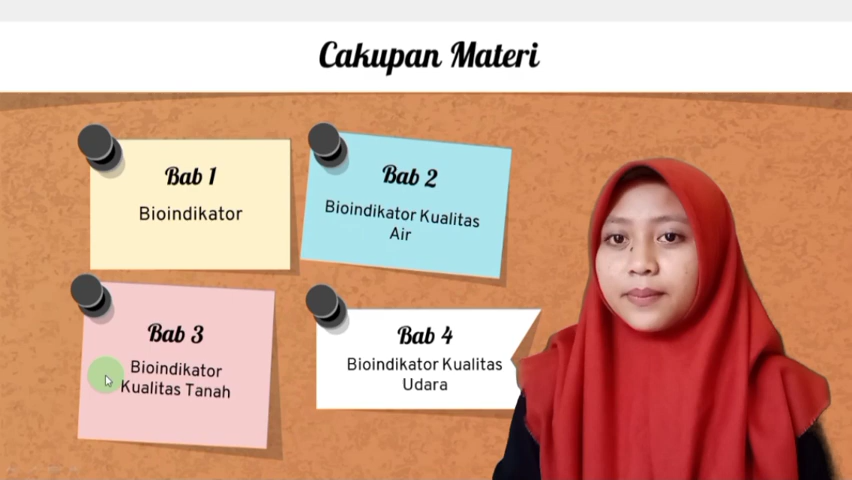 Cakupan Materi
Bab 1
Bioindikator
Bab 2
Bioindikator Kualitas
Air
Bab 3
Bioindikator
Kualitas Tanah
Bab 4
Bioindikator Kualitas
Udara